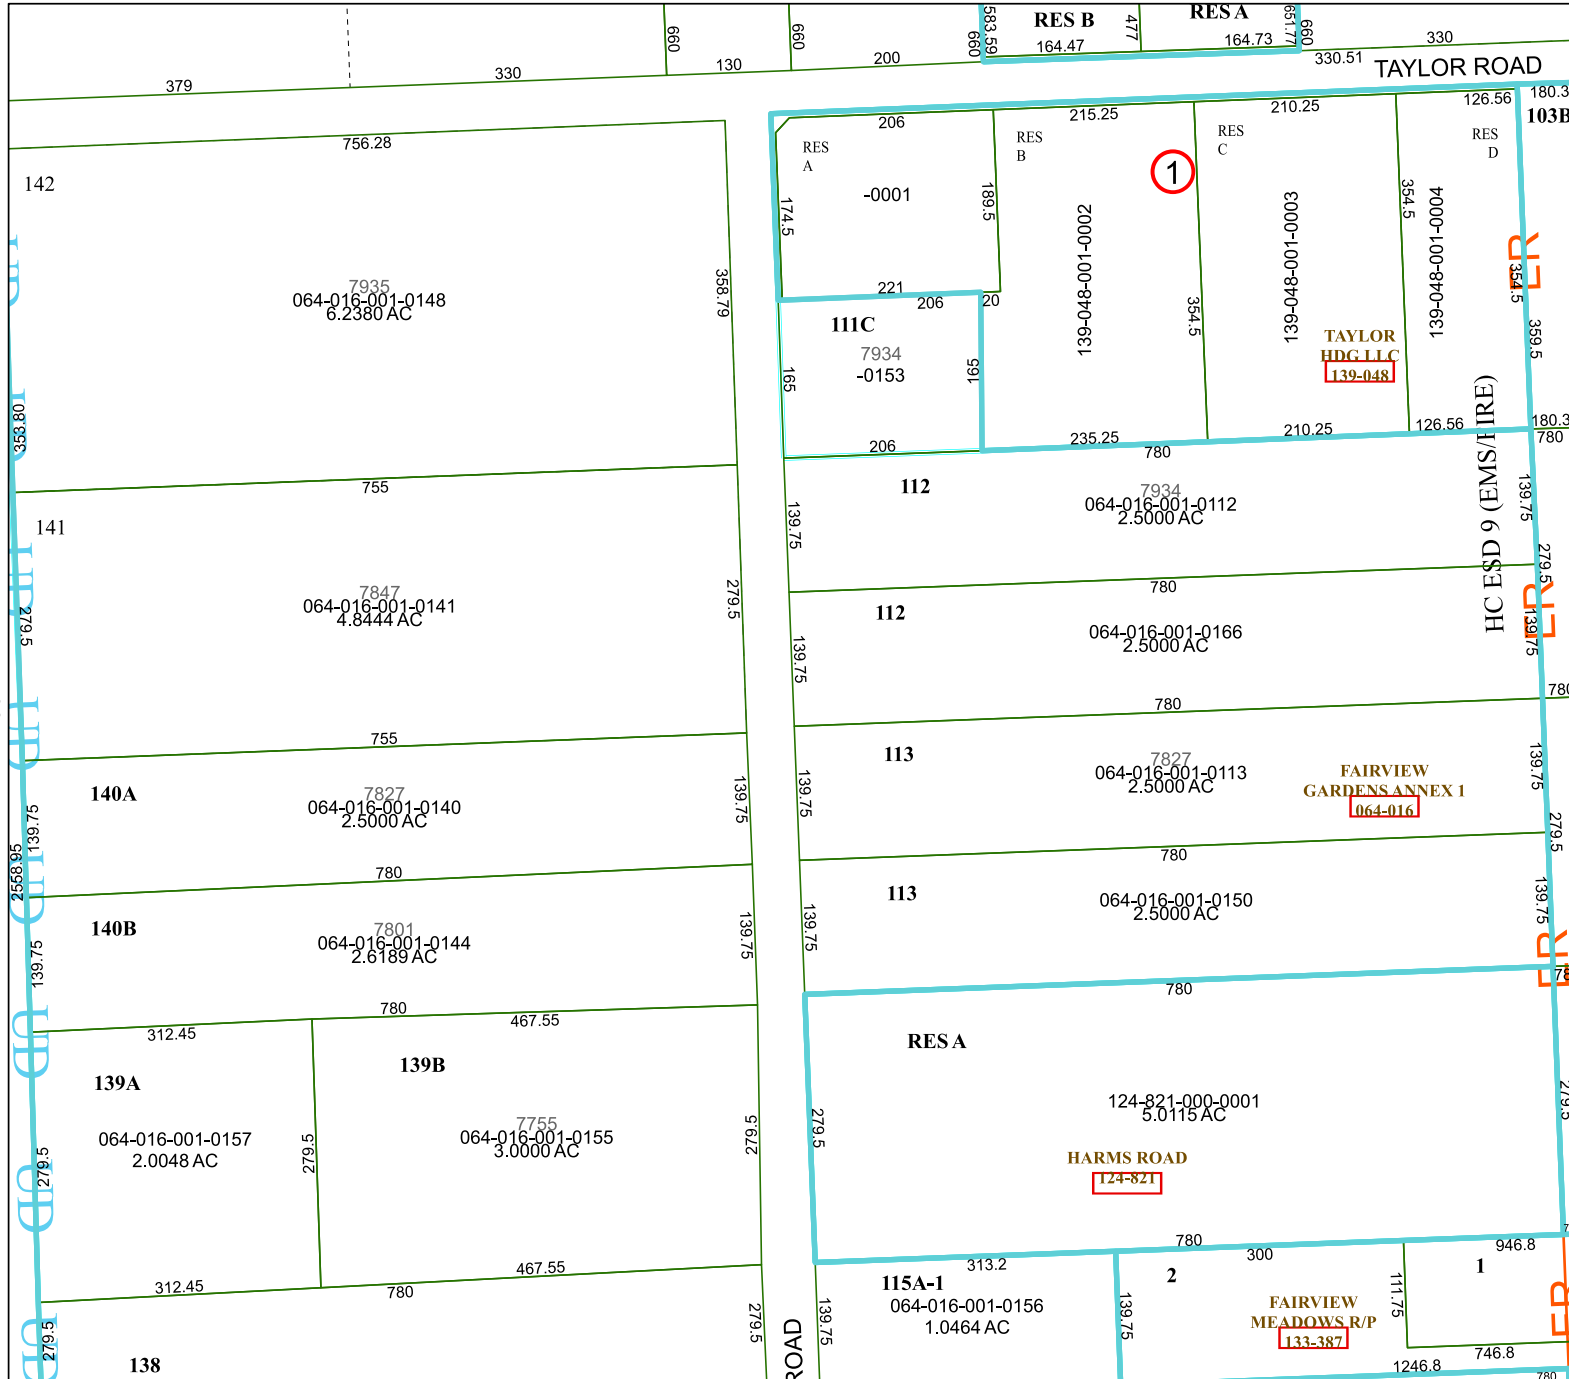 583.59
RES B
477
RES A
651.77
660
660
660
660
164.47
164.73
330
330.51
TAYLOR ROAD
379
330
130
200
180.3
103B
756.28
206
215.25
210.25
126.56
142
RES
A
RES
B
RES
C
RES
D
1
-0001
174.5
189.5
139-048-001-0002
139-048-001-0003
354.5
139-048-001-0004
ER
354.5
7935
064-016-001-0148
6.2380 AC
358.79
221
206
20
354.5
359.5
111C
7934
-0153
165
165
TAYLOR
HDG LLC
139-048
HC ESD 9 (EMS/FIRE)
353.80
206
235.25
780
210.25
126.56
180.3
780
755
112
7934
064-016-001-0112
2.5000 AC
139.75
139.75
141
279.5
7847
064-016-001-0141
4.8444 AC
279.5
279.5
780
112
064-016-001-0166
2.5000 AC
139.75
139.75
ER
755
780
780
140A
7827
064-016-001-0140
2.5000 AC
139.75
139.75
113
7827
064-016-001-0113
2.5000 AC
139.75
139.75
FAIRVIEW
GARDENS ANNEX 1
064-016
279.5
2558.95
780
780
140B
7801
064-016-001-0144
2.6189 AC
139.75
139.75
113
064-016-001-0150
2.5000 AC
139.75
139.75
ER
780
780
312.45
467.55
139A
139B
RES A
064-016-001-0157
2.0048 AC
279.5
279.5
7755
064-016-001-0155
3.0000 AC
279.5
279.5
124-821-000-0001
5.0115 AC
279.5
HARMS ROAD
124-821
312.45
780
467.55
780
313.2
300
946.8
115A-1
064-016-001-0156
1.0464 AC
2
1
139.75
111.75
139.75
279.5
279.5
FAIRVIEW
MEADOWS R/P
133-387
ER
746.8
1246.8
780
138
ROAD
UD
UD
UD
UD
UD
UD
UD
UD